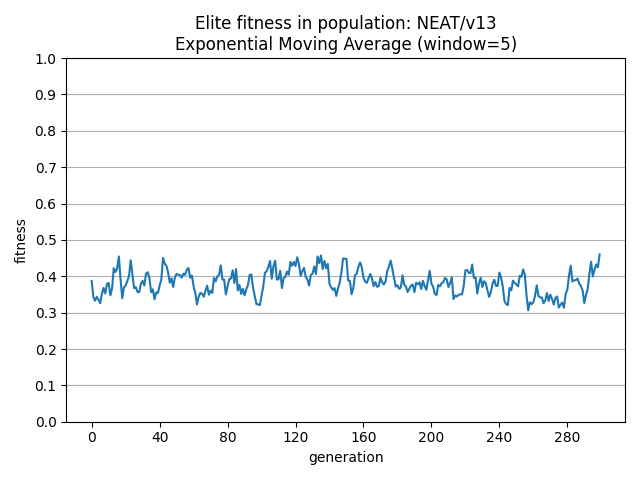 Elite fitness in population: NEAT/v13
Exponential Moving Average (window=5)
1.0
0.9
0.8
0.7
0.6
0.5
0.4
0.3
0.2
0.1
0.0
fitness
0 40 80 120 160 200 240 280
generation